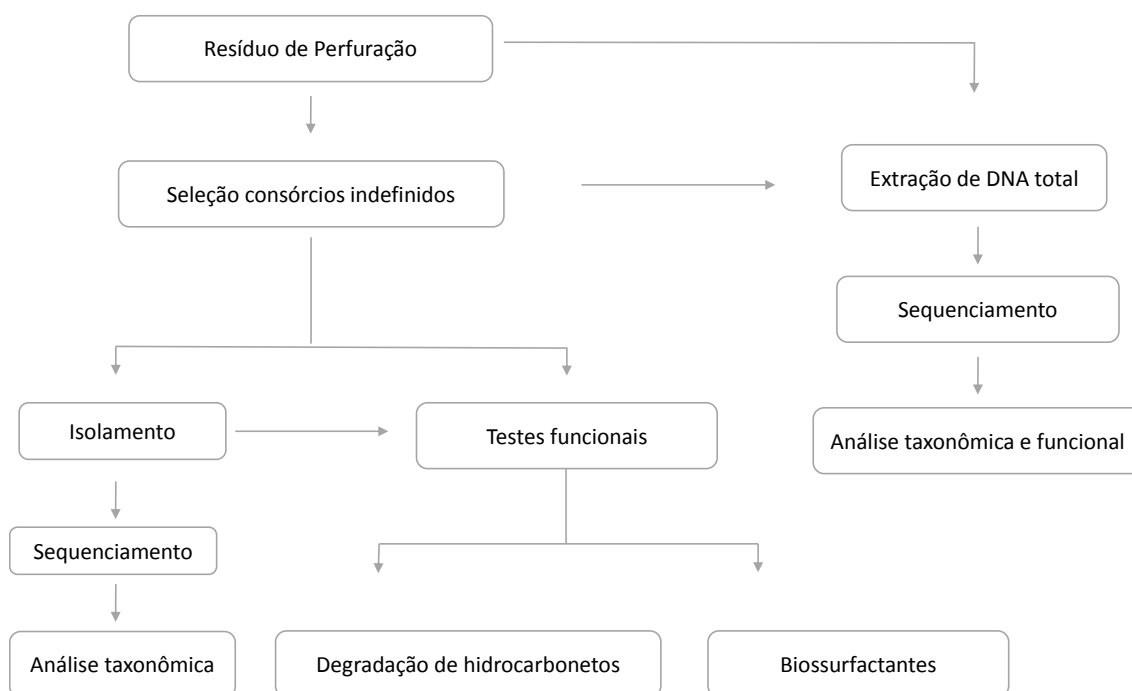 Resíduo de Perfuração
Seleção consórcios indefinidos
Extração de DNA total
Sequenciamento
Isolamento
Testes funcionais
Análise taxonômica e funcional
Sequenciamento
Análise taxonômica
Degradação de hidrocarbonetos
Biossurfactantes